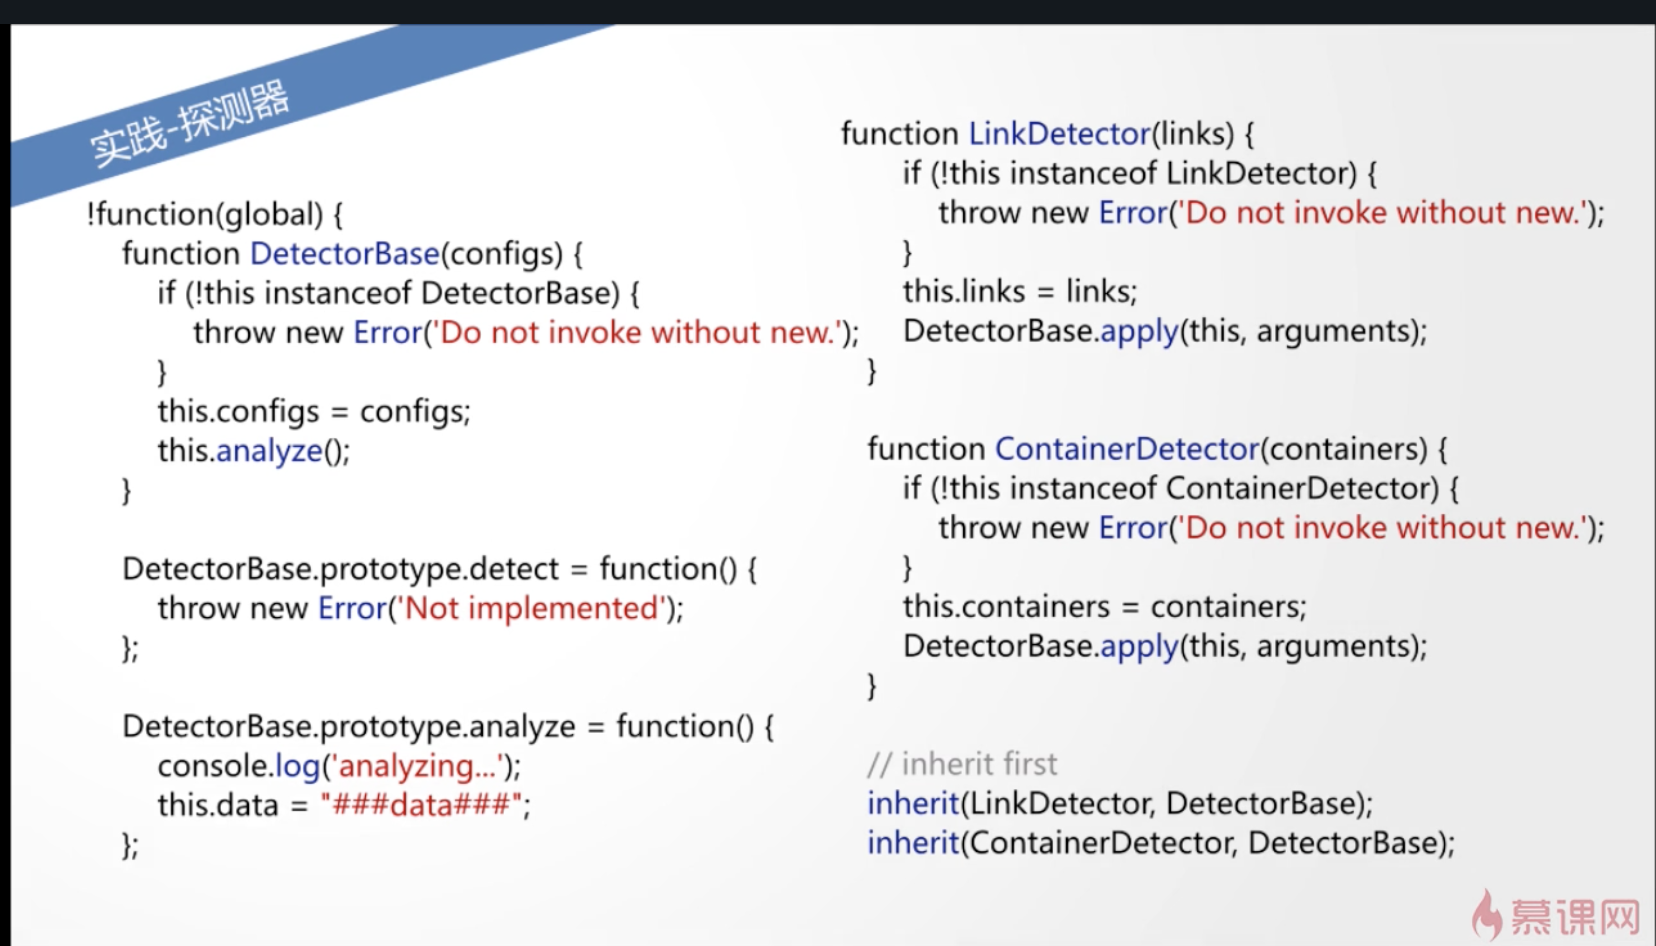 实践-探测器
!function(global) {
function DetectorBase(configs) {
if (!this instanceof DetectorBase) {
throw new Error('Do not invoke without new.');
}
this.configs = configs;
this.analyze();
}
DetectorBase.prototype.detect = function() {
throw new Error('Not implemented');
};
DetectorBase.prototype.analyze = function() {
console.log('analyzing...');
this.data = "###data###";
};
function LinkDetector(links) {
if (!this instanceof LinkDetector) {
throw new Error('Do not invoke without new.');
}
this.links = links;
DetectorBase.apply(this, arguments);
}
function ContainerDetector(containers) {
if (!this instanceof ContainerDetector) {
throw new Error('Do not invoke without new.');
}
this.containers = containers;
DetectorBase.apply(this, arguments);
}
// inherit first
inherit(LinkDetector, DetectorBase);
inherit(ContainerDetector, DetectorBase);
慕课网